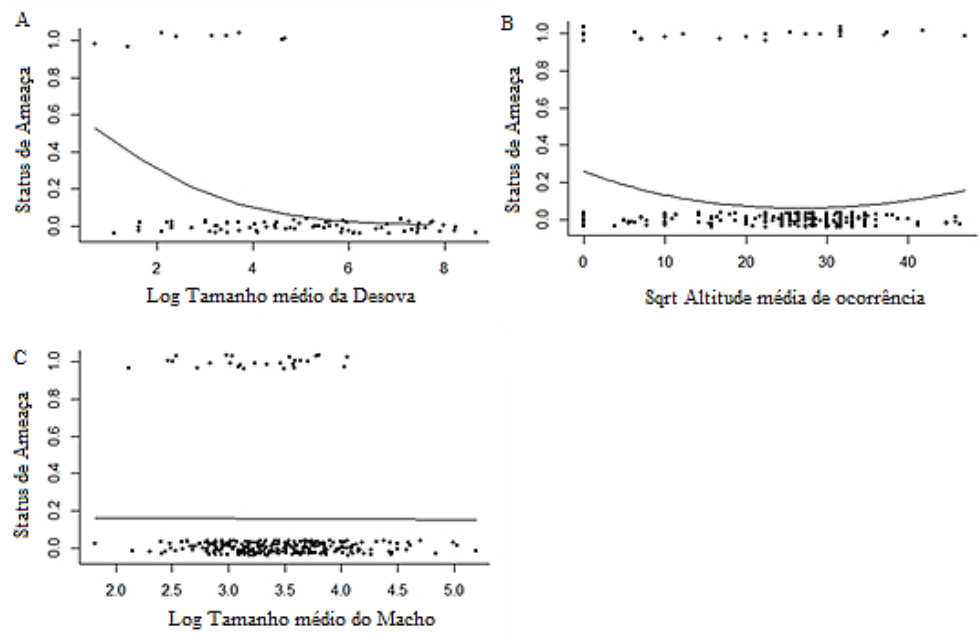 A
Status de Ameaça
1.0
0.8
0.6
0.4
0.2
0.0
2 4 6 8
Log Tamanho médio da Desova
B
Status de Ameaça
1.0
0.8
0.6
0.4
0.2
0.0
0 10 20 30 40
Sqrt Altitude média de ocorrência
C
Status de Ameaça
1.0
0.8
0.6
0.4
0.2
0.0
2.0 2.5 3.0 3.5 4.0 4.5 5.0
Log Tamanho médio do Macho